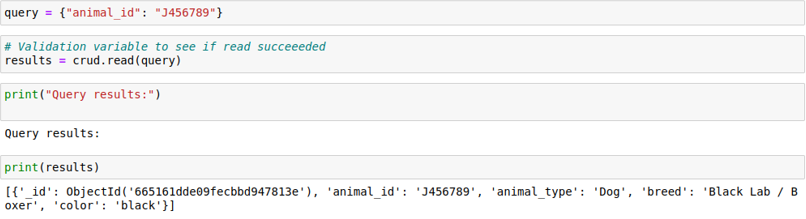 query = {"animal_id": "J456789"}
# Validation variable to see if read succeeeded
results = crud.read(query)
print("Query results:")
Query results:
print(results)
[{'_id': ObjectId('665161dde09fecbbd947813e'), 'animal_id': 'J456789', 'animal_type': 'Dog', 'breed': 'Black Lab / B
oxer', 'color': 'black'}]